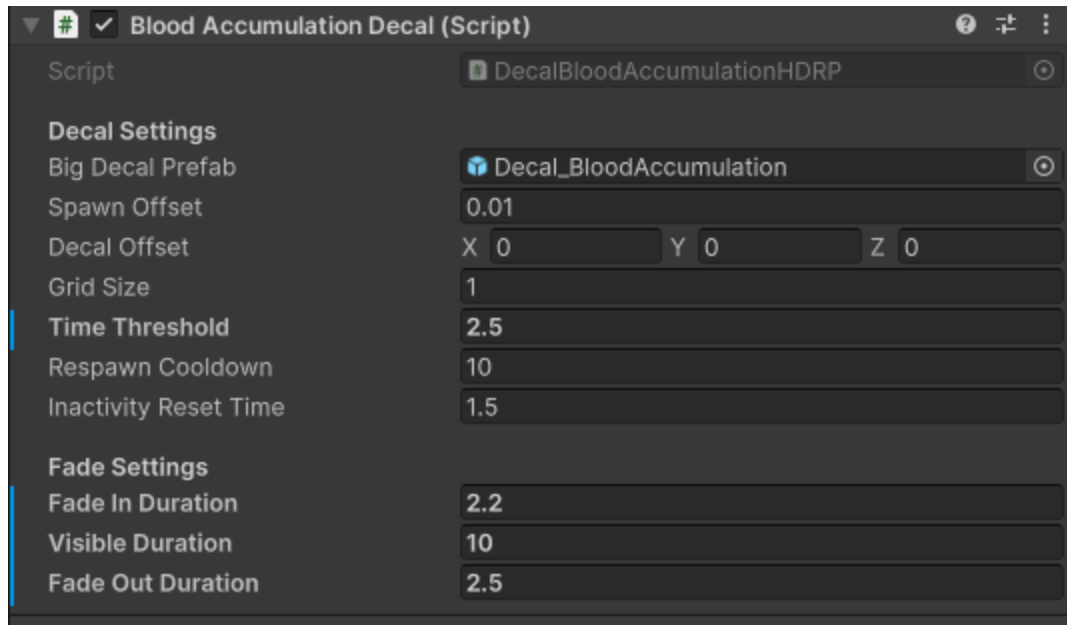 Blood Accumulation Decal (Script)
Script DecalBloodAccumulationHDRP
Decal Settings
Big Decal Prefab Decal_BloodAccumulation
Spawn Offset 0.01
Decal Offset X 0 Y 0 Z 0
Grid Size 1
Time Threshold 2.5
Respawn Cooldown 10
Inactivity Reset Time 1.5
Fade Settings
Fade In Duration 2.2
Visible Duration 10
Fade Out Duration 2.5